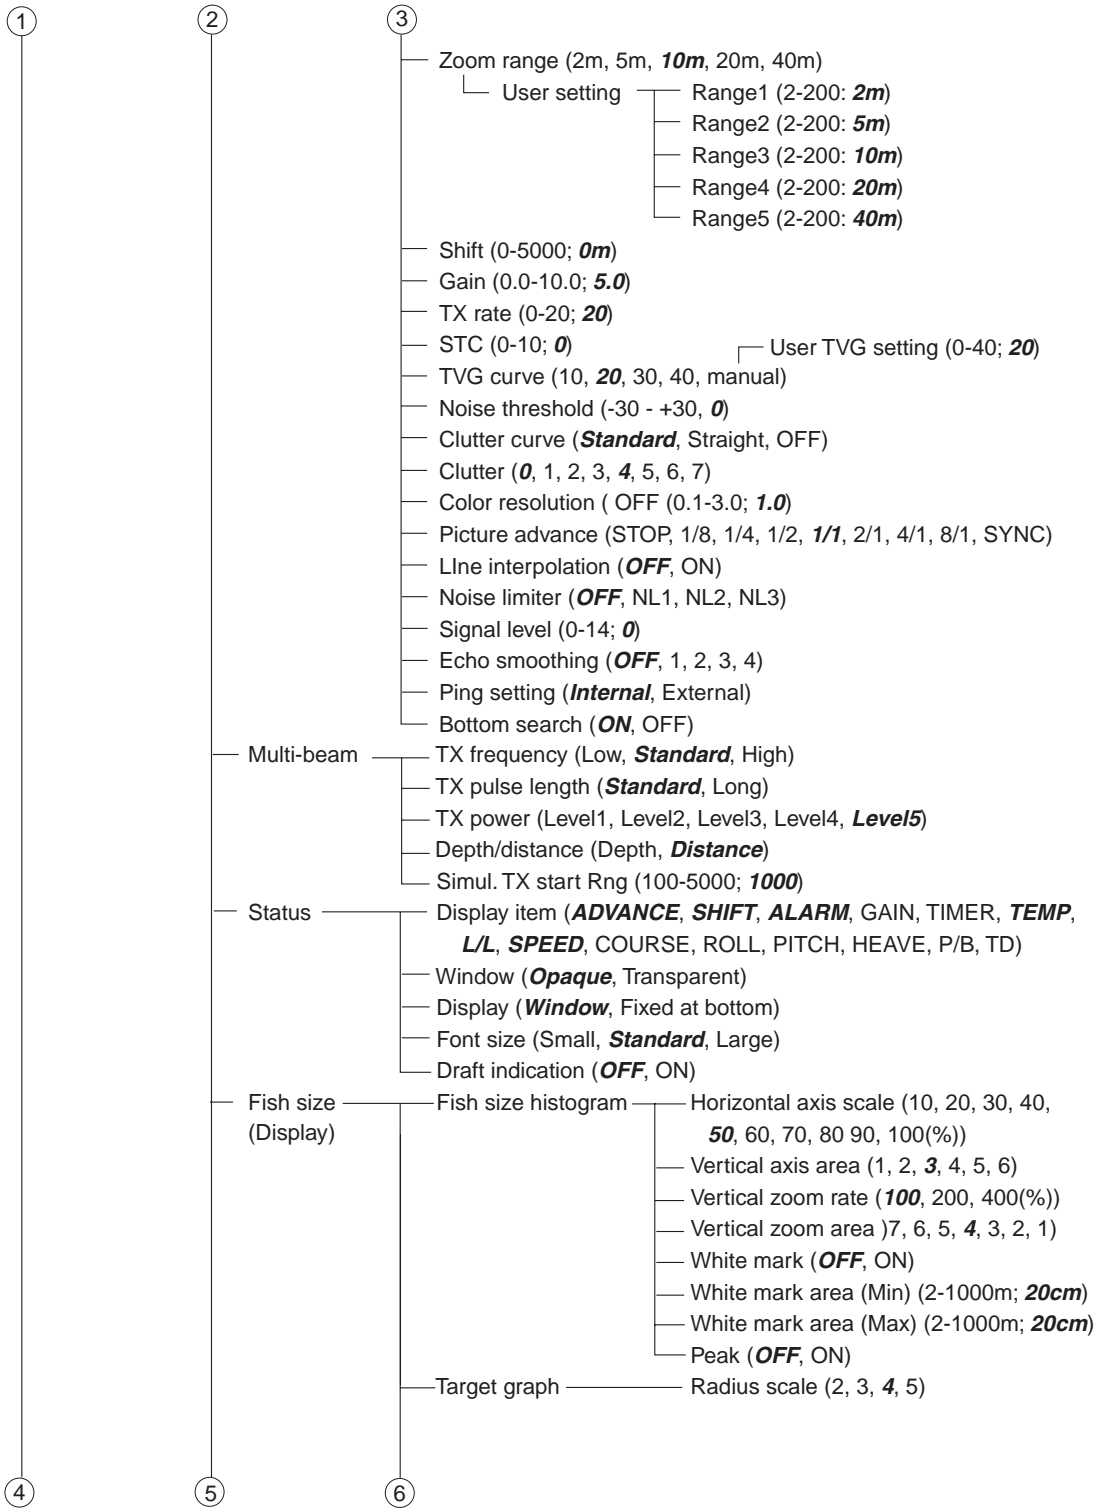 1 2 3
Zoom range (2m, 5m, 10m, 20m, 40m)
User setting Range1 (2-200: 2m)
Range2 (2-200: 5m)
Range3 (2-200: 10m)
Range4 (2-200: 20m)
Range5 (2-200: 40m)
Shift (0-5000; 0m)
Gain (0.0-10.0; 5.0)
TX rate (0-20; 20)
STC (0-10; 0)
User TVG setting (0-40; 20)
TVG curve (10, 20, 30, 40, manual)
Noise threshold (-30 - +30, 0)
Clutter curve (Standard, Straight, OFF)
Clutter (0, 1, 2, 3, 4, 5, 6, 7)
Color resolution ( OFF (0.1-3.0; 1.0)
Picture advance (STOP, 1/8, 1/4, 1/2, 1/1, 2/1, 4/1, 8/1, SYNC)
LIne interpolation (OFF, ON)
Noise limiter (OFF, NL1, NL2, NL3)
Signal level (0-14; 0)
Echo smoothing (OFF, 1, 2, 3, 4)
Ping setting (Internal, External)
Bottom search (ON, OFF)
Multi-beam TX frequency (Low, Standard, High)
TX pulse length (Standard, Long)
TX power (Level1, Level2, Level3, Level4, Level5)
Depth/distance (Depth, Distance)
Simul. TX start Rng (100-5000; 1000)
Status Display item (ADVANCE, SHIFT, ALARM, GAIN, TIMER, TEMP,
L/L, SPEED, COURSE, ROLL, PITCH, HEAVE, P/B, TD)
Window (Opaque, Transparent)
Display (Window, Fixed at bottom)
Font size (Small, Standard, Large)
Draft indication (OFF, ON)
Fish size Fish size histogram Horizontal axis scale (10, 20, 30, 40,
(Display) 50, 60, 70, 80 90, 100(%))
Vertical axis area (1, 2, 3, 4, 5, 6)
Vertical zoom rate (100, 200, 400(%))
Vertical zoom area )7, 6, 5, 4, 3, 2, 1)
White mark (OFF, ON)
White mark area (Min) (2-1000m; 20cm)
White mark area (Max) (2-1000m; 20cm)
Peak (OFF, ON)
Target graph Radius scale (2, 3, 4, 5)
4 5 6